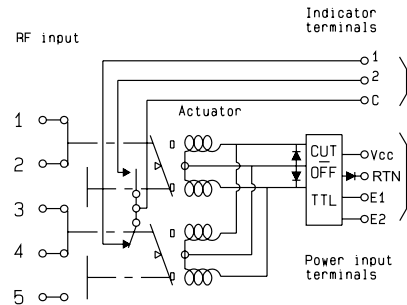 Indicator
terminals
RF input
1
2
C
Actuator
1
2
3
4
5
CUT
OFF
TTL
Vcc
RTN
E1
E2
Power input
terminals